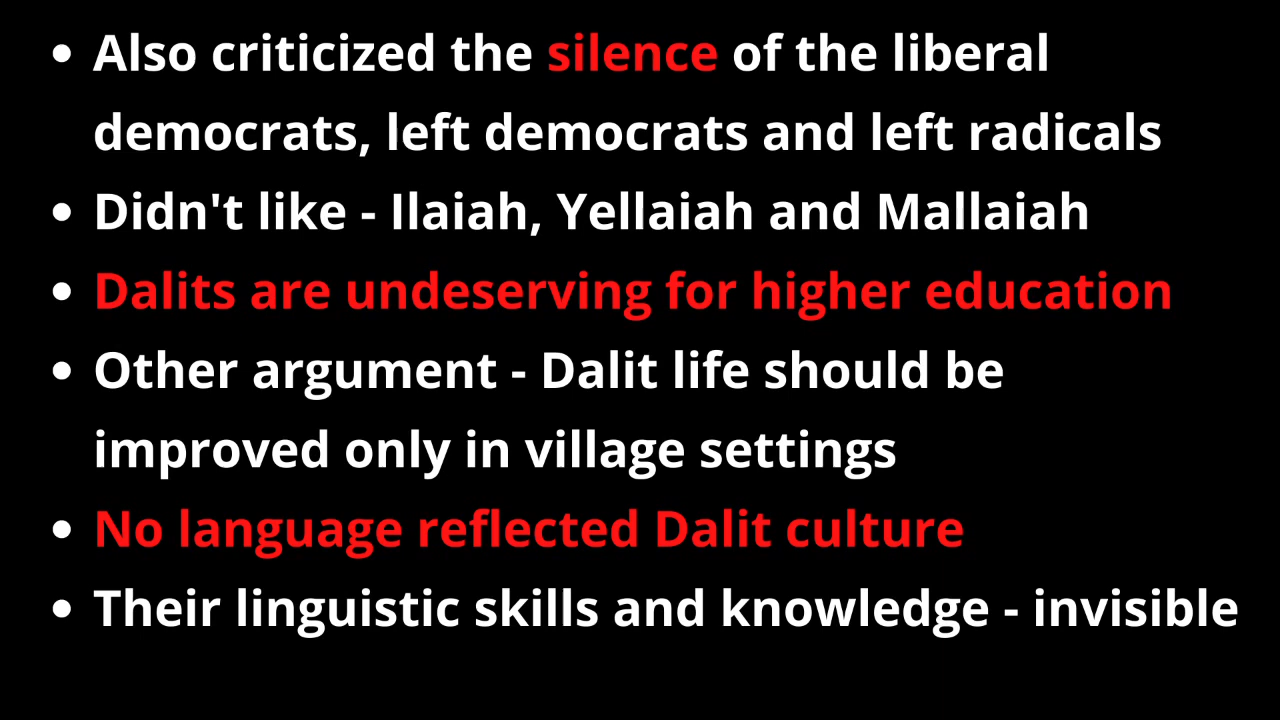 • Also criticized the silence of the liberal
democrats, left democrats and left radicals
• Didn't like - Ilaiah, Yellaiah and Mallaiah
• Dalits are undeserving for higher education
• Other argument - Dalit life should be
improved only in village settings
• No language reflected Dalit culture
• Their linguistic skills and knowledge - invisible